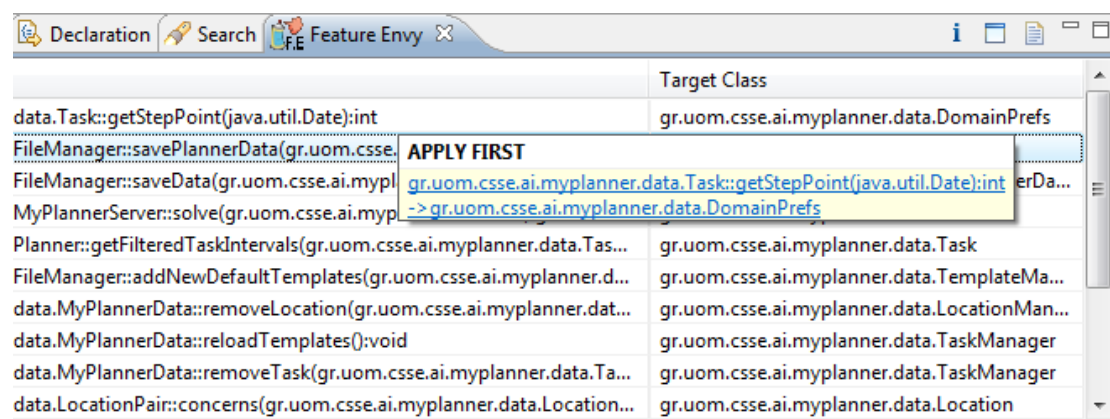 Declaration Search F.E Feature Envy i
Target Class
data.Task::getStepPoint(java.util.Date):int gr.uom.csse.ai.myplanner.data.DomainPrefs
FileManager::savePlannerData(gr.uom.csse. APPLY FIRST
FileManager::saveData(gr.uom.csse.ai.mypl gr.uom.csse.ai.myplanner.data.Task::getStepPoint(java.util.Date):int erDa...
MyPlannerServer::solve(gr.uom.csse.ai.myp ->gr.uom.csse.ai.myplanner.data.DomainPrefs
Planner::getFilteredTaskIntervals(gr.uom.csse.ai.myplanner.data.Tas... gr.uom.csse.ai.myplanner.data.Task
FileManager::addNewDefaultTemplates(gr.uom.csse.ai.myplanner.d... gr.uom.csse.ai.myplanner.data.TemplateMa...
data.MyPlannerData::removeLocation(gr.uom.csse.ai.myplanner.dat... gr.uom.csse.ai.myplanner.data.LocationMan...
data.MyPlannerData::reloadTemplates():void gr.uom.csse.ai.myplanner.data.TaskManager
data.MyPlannerData::removeTask(gr.uom.csse.ai.myplanner.data.Ta... gr.uom.csse.ai.myplanner.data.TaskManager
data.LocationPair::concerns(gr.uom.csse.ai.myplanner.data.Location... gr.uom.csse.ai.myplanner.data.Location